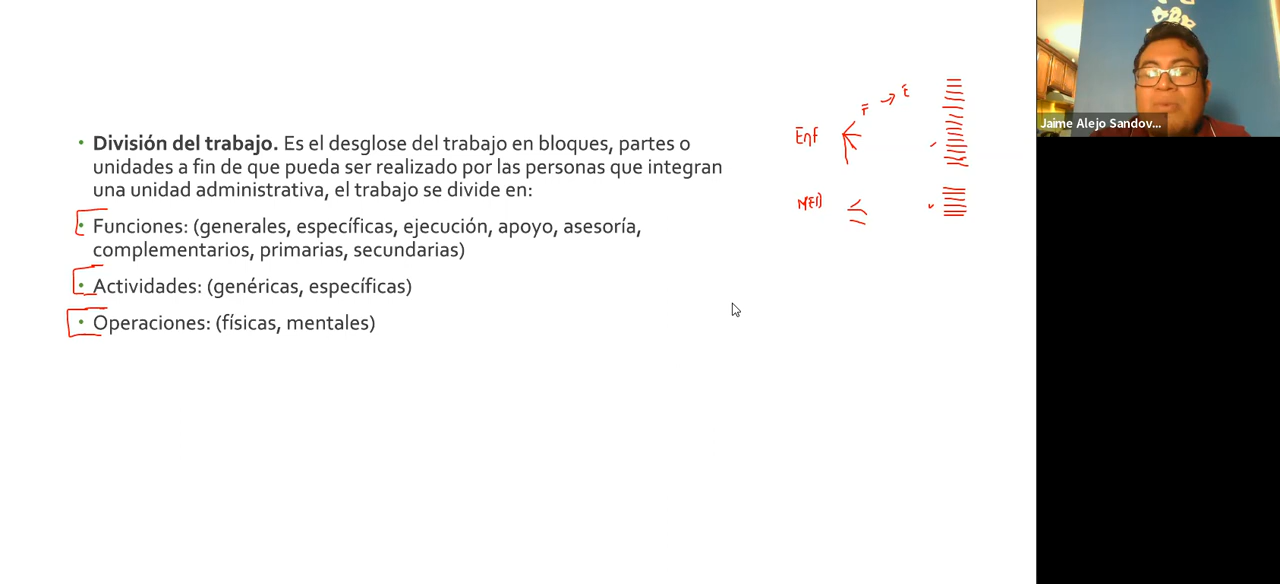 • División del trabajo. Es el desglose del trabajo en bloques, partes o
unidades a fin de que pueda ser realizado por las personas que integran
una unidad administrativa, el trabajo se divide en:
• Funciones: (generales, específicas, ejecución, apoyo, asesoría,
complementarios, primarias, secundarias)
• Actividades: (genéricas, específicas)
• Operaciones: (físicas, mentales)
Enf
F → E
MED
Jaime Alejo Sandov...